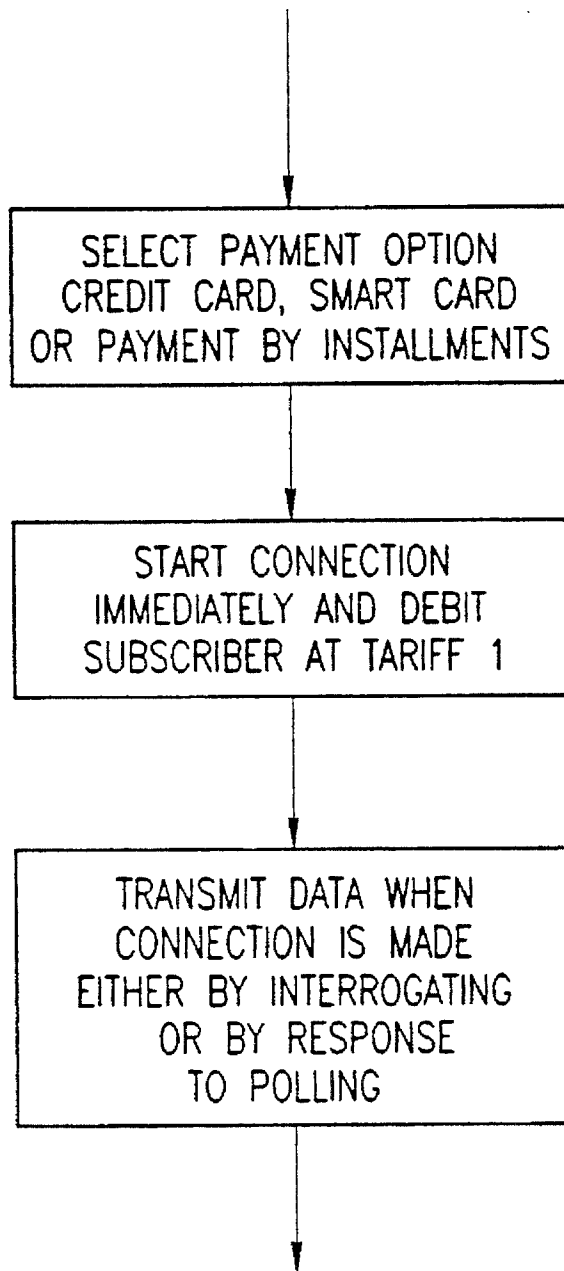 SELECT PAYMENT OPTION
CREDIT CARD, SMART CARD
OR PAYMENT BY INSTALLMENTS
START CONNECTION
IMMEDIATELY AND DEBIT
SUBSCRIBER AT TARIFF 1
TRANSMIT DATA WHEN
CONNECTION IS MADE
EITHER BY INTERROGATING
OR BY RESPONSE
TO POLLING